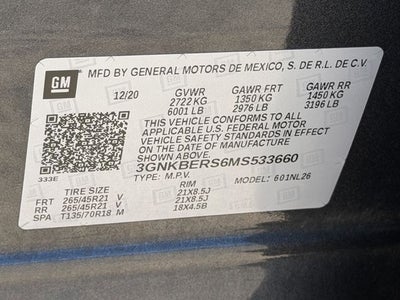 GM MFD BY GENERAL MOTORS DE MEXICO, S. DE R.L. DE C.V.
12/20 GVWR GAWR FRT GAWR RR
2722 KG 1350 KG 1450 KG
6001 LB 2976 LB 3196 LB
THIS VEHICLE CONFORMS TO ALL
APPLICABLE U.S. FEDERAL MOTOR
VEHICLE SAFETY STANDARDS IN EFFECT
ON THE DATE OF MANUFACTURE
SHOWN ABOVE.
3GNKBERS6MS533660
333E TYPE: M.P.V. MODEL: 601NL26
TIRE SIZE RIM
FRT 265/45R21 V 21X8.5J
RR 265/45R21 V 21X8.5J
SPA T135/70R18 M 18X4.5B